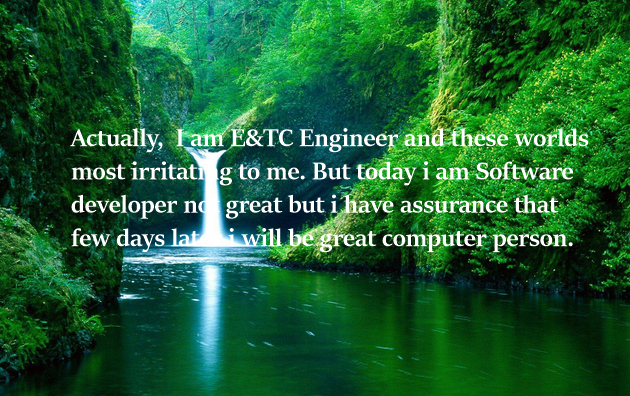 Actually,  I am E&TC Engineer and these worlds
most irritating to me. But today i am Software
developer not great but i have assurance that
few days later i will be great computer person.